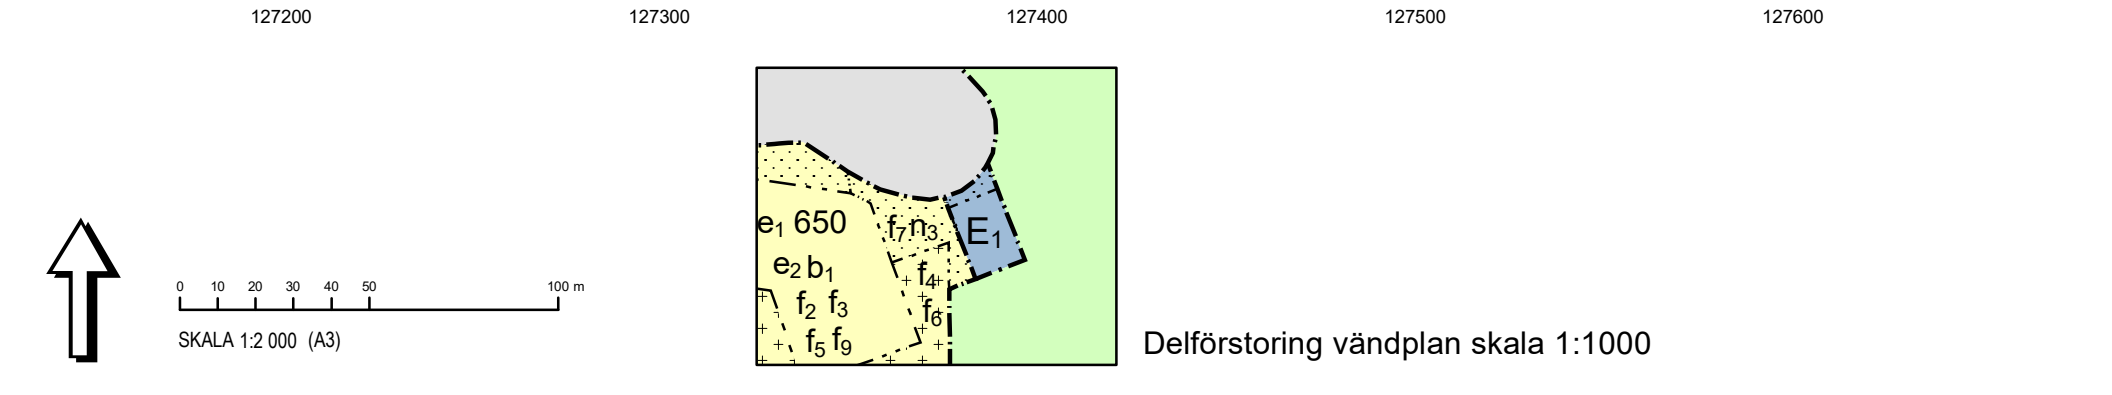 127200 127300 127400 127500 127600
e1 650
f7 n3
E1
e2 b1
f4
f2 f3
f6
f5 f9
0 10 20 30 40 50 100 m
SKALA 1:2 000 (A3)
Delförstoring vändplan skala 1:1000